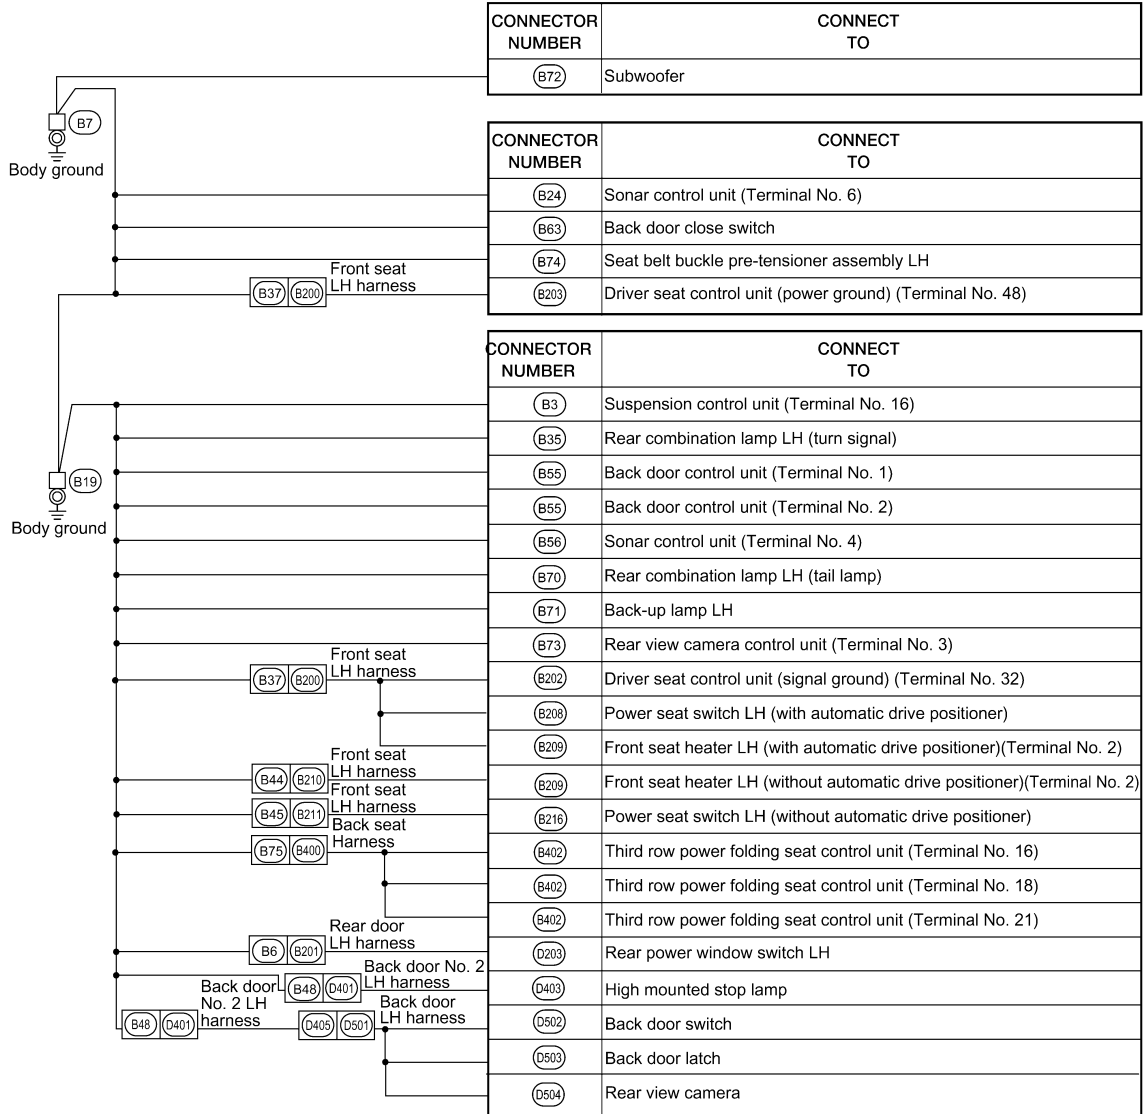 CONNECTOR NUMBER CONNECT TO
B72 Subwoofer
B7
Body ground
CONNECTOR NUMBER CONNECT TO
B24 Sonar control unit (Terminal No. 6)
B63 Back door close switch
B74 Seat belt buckle pre-tensioner assembly LH
Front seat
LH harness
B37 B200 B203 Driver seat control unit (power ground) (Terminal No. 48)
CONNECTOR NUMBER CONNECT TO
B3 Suspension control unit (Terminal No. 16)
B35 Rear combination lamp LH (turn signal)
B19
Body ground
B55 Back door control unit (Terminal No. 1)
B55 Back door control unit (Terminal No. 2)
B56 Sonar control unit (Terminal No. 4)
B70 Rear combination lamp LH (tail lamp)
B71 Back-up lamp LH
B73 Rear view camera control unit (Terminal No. 3)
Front seat
LH harness
B37 B200 B202 Driver seat control unit (signal ground) (Terminal No. 32)
B208 Power seat switch LH (with automatic drive positioner)
B209 Front seat heater LH (with automatic drive positioner)(Terminal No. 2)
Front seat
LH harness
B44 B210 B209 Front seat heater LH (without automatic drive positioner)(Terminal No. 2)
Front seat
LH harness
B45 B211 B216 Power seat switch LH (without automatic drive positioner)
Back seat
Harness
B75 B400 B402 Third row power folding seat control unit (Terminal No. 16)
B402 Third row power folding seat control unit (Terminal No. 18)
B402 Third row power folding seat control unit (Terminal No. 21)
Rear door
LH harness
B6 B201 D203 Rear power window switch LH
Back door No. 2
LH harness
B48 D401 D403 High mounted stop lamp
Back door
No. 2 LH
harness
Back door
LH harness
B48 D401 D405 D501 D502 Back door switch
D503 Back door latch
D504 Rear view camera